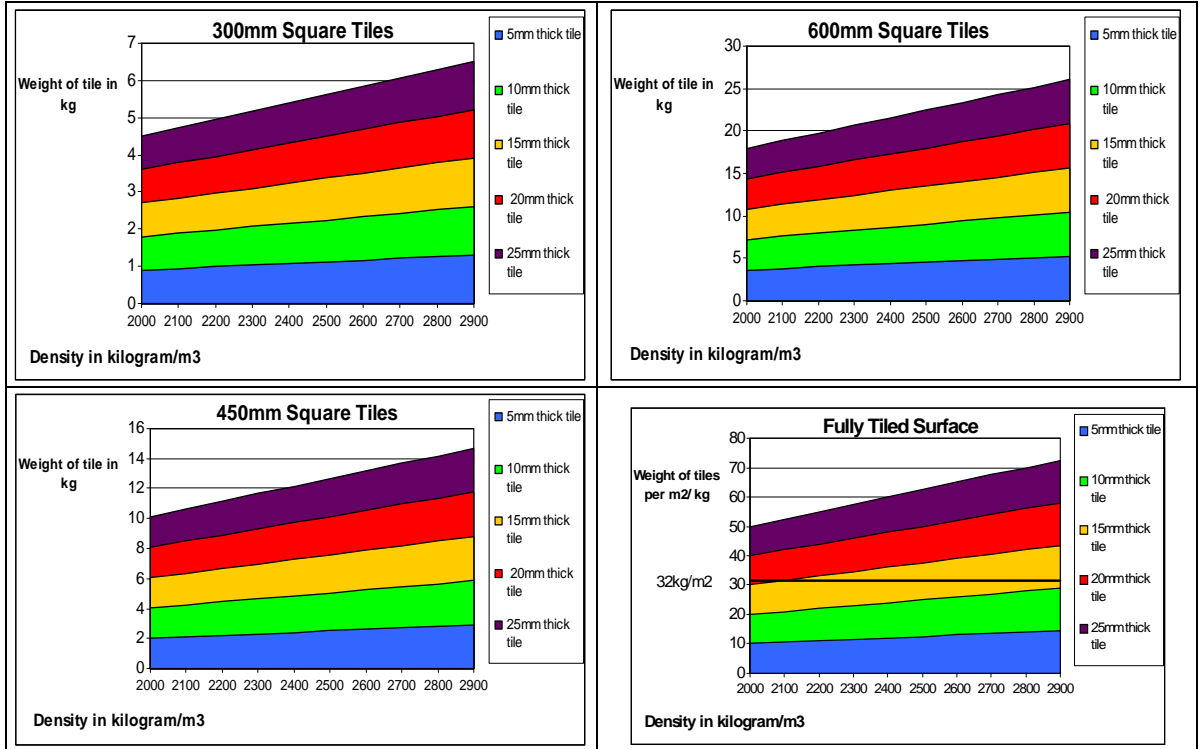 300mm Square Tiles
Weight of tile in
kg
7
6
5
4
3
2
1
0
2000 2100 2200 2300 2400 2500 2600 2700 2800 2900
Density in kilogram/m3
5mm thick tile
10mm thick
tile
15mm thick
tile
20mm thick
tile
25mm thick
tile
600mm Square Tiles
Weight of tile in
kg
30
25
20
15
10
5
0
2000 2100 2200 2300 2400 2500 2600 2700 2800 2900
Density in kilogram/m3
5mm thick tile
10mm thick
tile
15mm thick
tile
20mm thick
tile
25mm thick
tile
450mm Square Tiles
Weight of tile in
kg
16
14
12
10
8
6
4
2
0
2000 2100 2200 2300 2400 2500 2600 2700 2800 2900
Density in kilogram/m3
5mm thick tile
10mm thick
tile
15mm thick
tile
20mm thick
tile
25mm thick
tile
Fully Tiled Surface
Weight of tiles
per m2/ kg
80
70
60
50
40
30
20
10
0
32kg/m2
2000 2100 2200 2300 2400 2500 2600 2700 2800 2900
Density in kilogram/m3
5mm thick tile
10mm thick
tile
15mm thick
tile
20mm thick
tile
25mm thick
tile